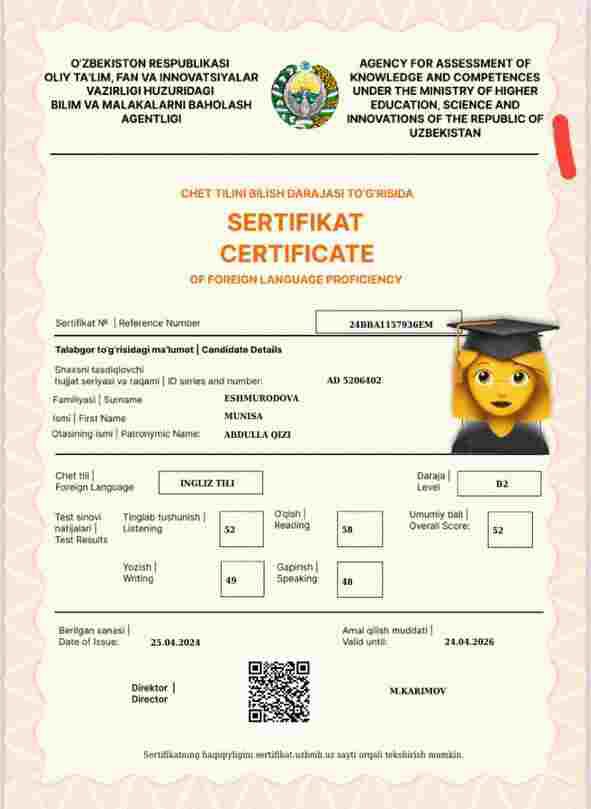 O'ZBEKISTON RESPUBLIKASI
OLIY TA'LIM, FAN VA INNOVATSIYALAR
VAZIRLIGI HUZURIDAGI
BILIM VA MALAKALARNI BAHOLASH
AGENTLIGI
AGENCY FOR ASSESSMENT OF
KNOWLEDGE AND COMPETENCES
UNDER THE MINISTRY OF HIGHER
EDUCATION, SCIENCE AND
INNOVATIONS OF THE REPUBLIC OF
UZBEKISTAN
CHET TILINI BILISH DARAJASI TO'G'RISIDA
SERTIFIKAT
CERTIFICATE
OF FOREIGN LANGUAGE PROFICIENCY
Sertifikat № | Reference Number 24BBA1157936EM
Talabgor to'g'risidagi ma'lumot | Candidate Details
Shaxsni tasdiqlovchi
hujjat seriyasi va raqami | ID series and number: AD 5206402
Familiyasi | Surname ESHMURODOVA
Ismi | First Name MUNISA
Otasining ismi | Patronymic Name: ABDULLA QIZI
Chet tili |
Foreign Language INGLIZ TILI
Daraja |
Level B2
Test sinovi
natijalari |
Test Results
Tinglab tushunish |
Listening 52
O'qish |
Reading 58
Umumiy ball |
Overall Score: 52
Yozish |
Writing 49
Gapirish |
Speaking 48
Berilgan sanasi |
Date of Issue: 25.04.2024
Amal qilish muddati |
Valid until: 24.04.2026
Direktor |
Director
M.KARIMOV
Sertifikatning haqiqiyligini sertifikat.uzbmb.uz sayti orqali tekshirish mumkin.